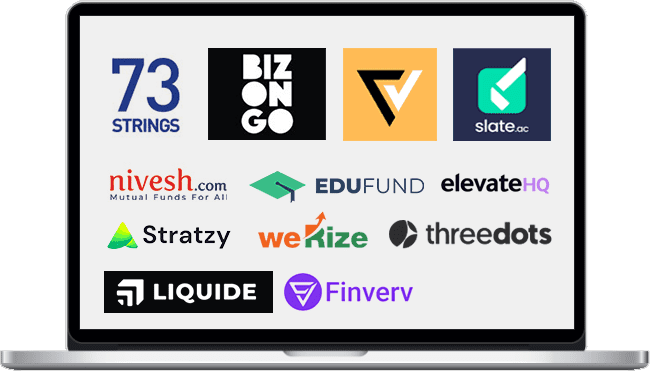 73
STRINGS
BIZ
ON
GO
slate.ac
nivesh.com
Mutual Funds For All
EDUFUND
elevateHQ
Stratzy
weRize
threedots
LIQUIDE
Finverv